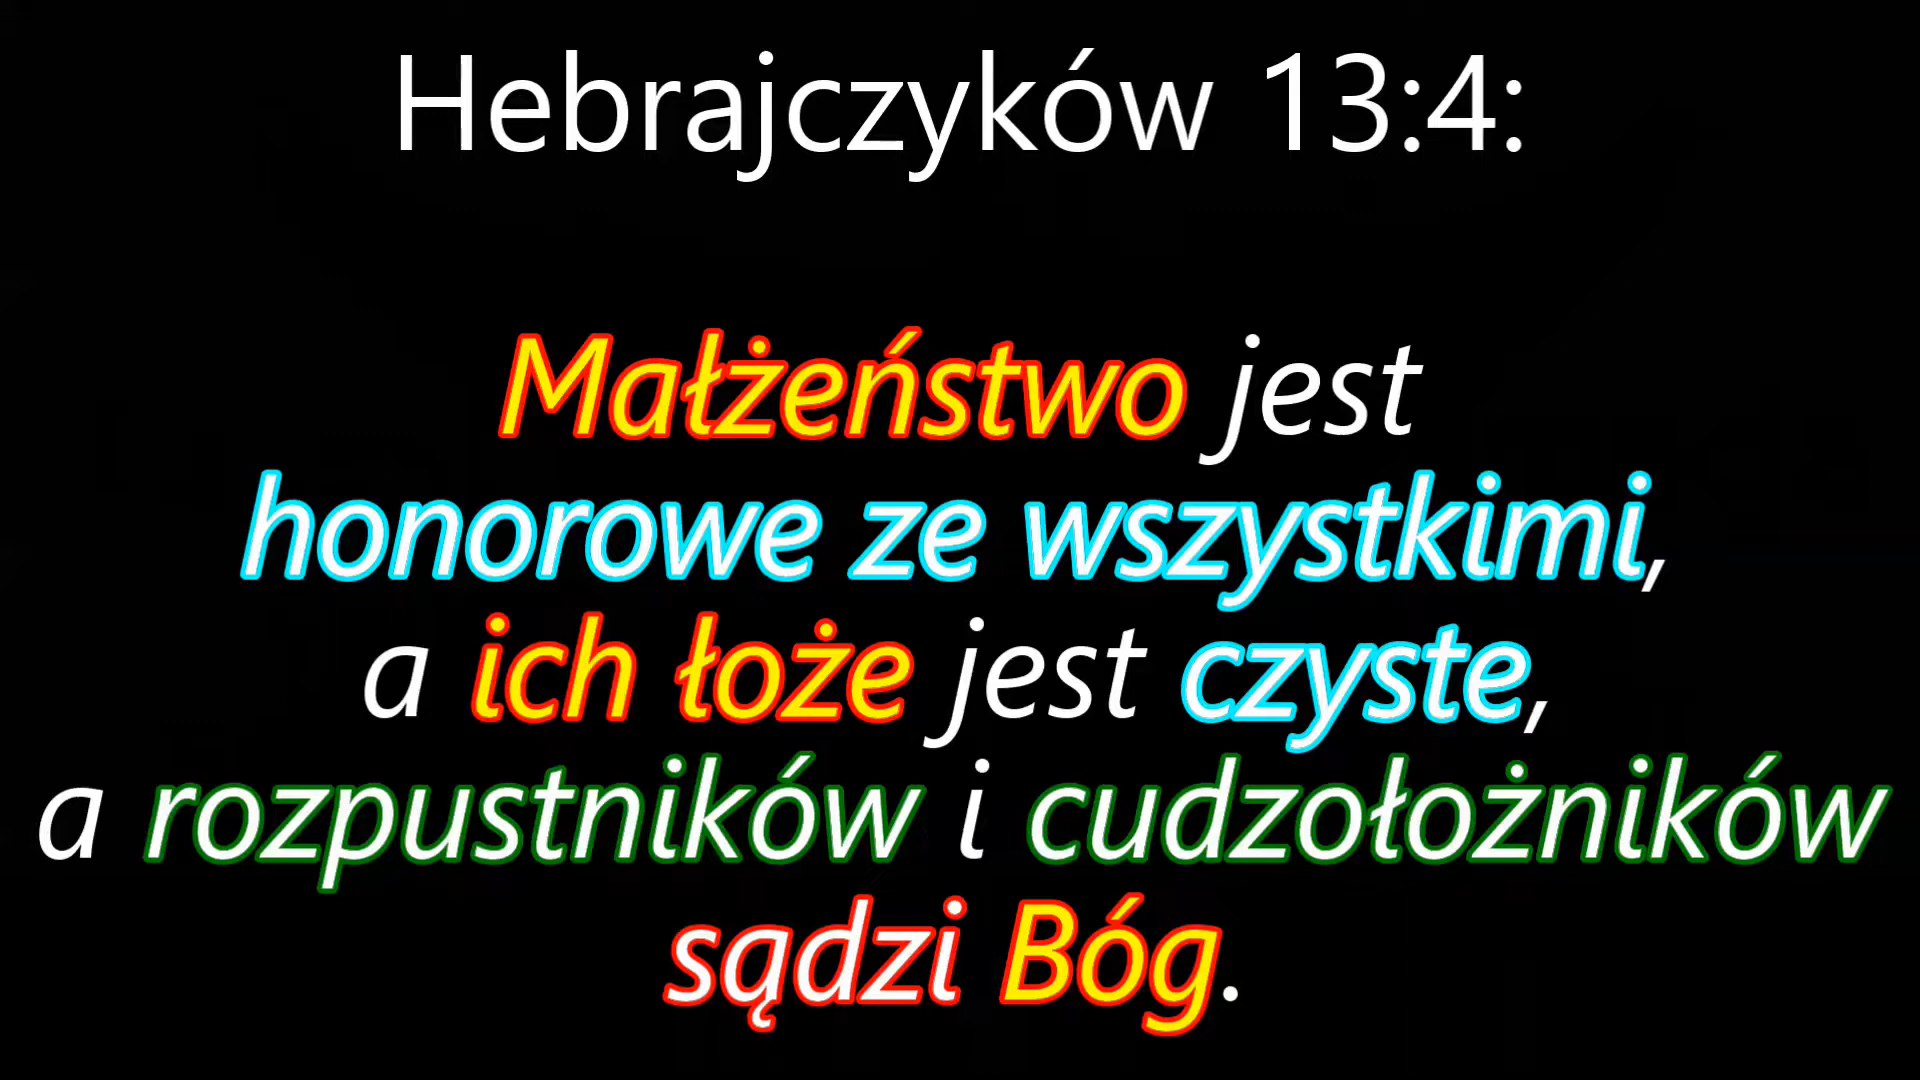 Hebrajczyków 13:4:
Małżeństwo jest
honorowe ze wszystkimi,
a ich łoże jest czyste,
a rozpustników i cudzołożników
sądzi Bóg.